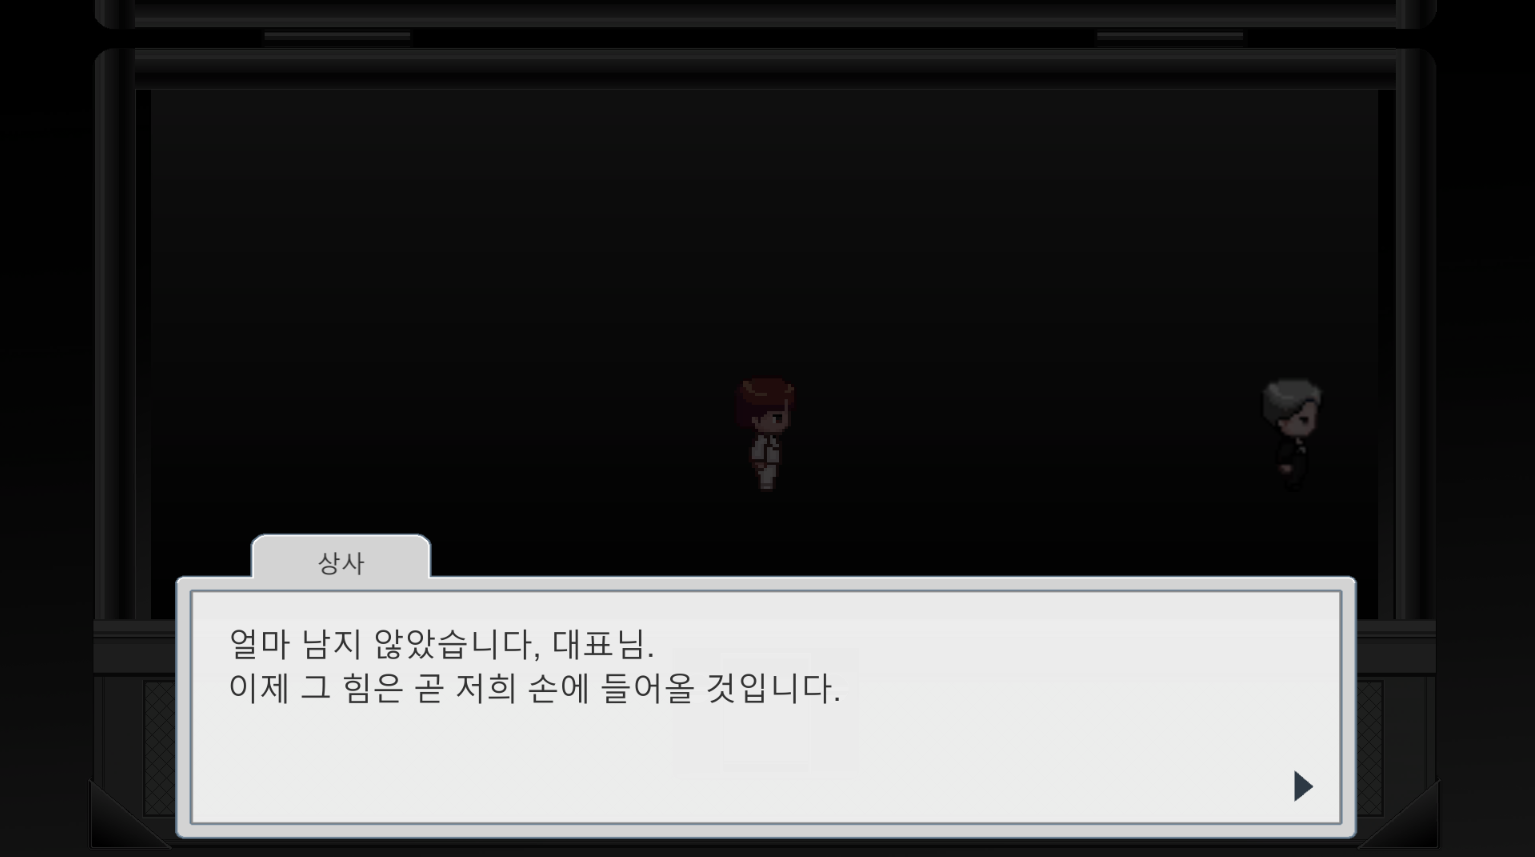 상사
얼마 남지 않았습니다, 대표님.
이제 그 힘은 곧 저희 손에 들어올 것입니다.